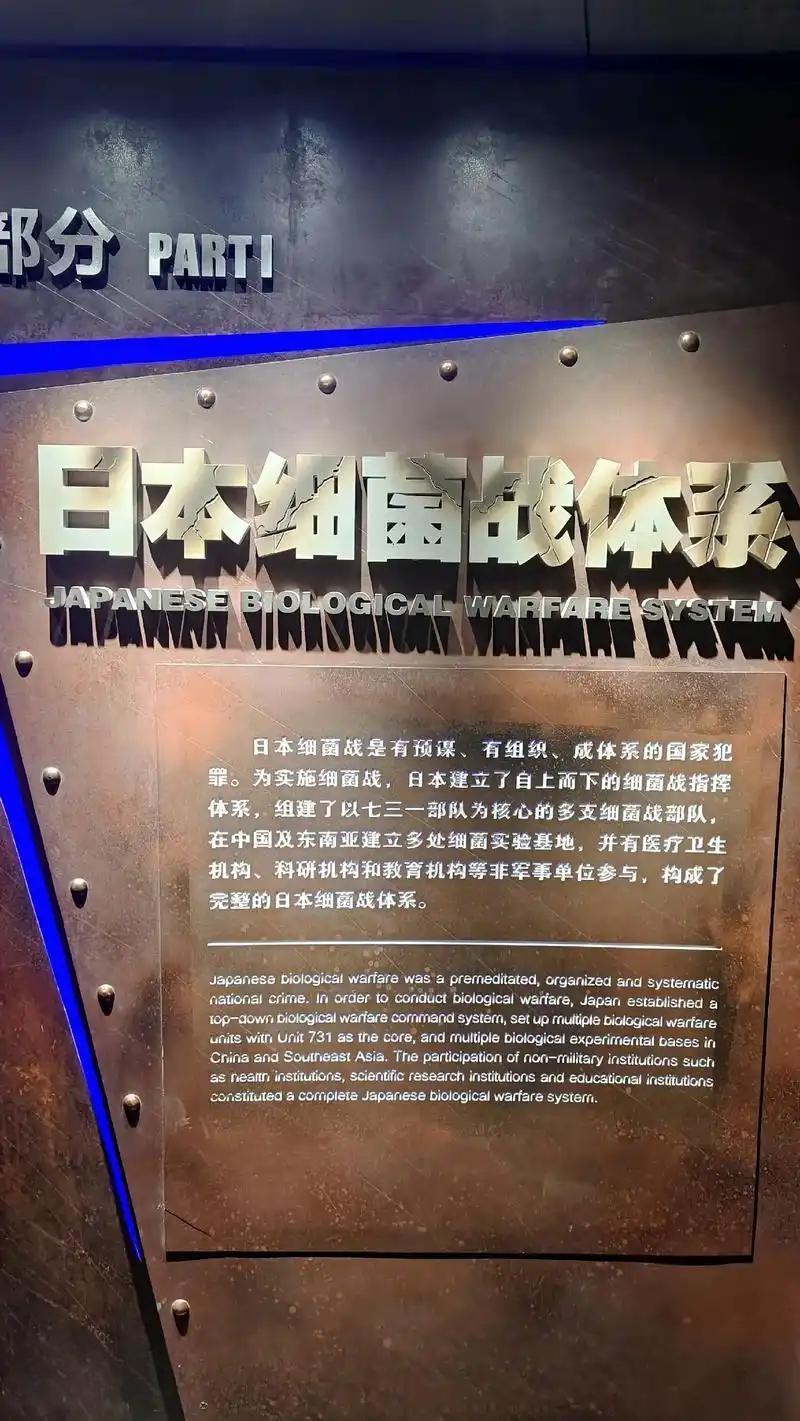 部分 PART I
日本细菌战体系
JAPANESE BIOLOGICAL WARFARE SYSTEM
日本细菌战是有预谋、有组织、成体系的国家犯
罪。为实施细菌战，日本建立了自上而下的细菌战指挥
体系，组建了以七三一部队为核心的多支细菌战部队，
在中国及东南亚建立多处细菌实验基地，并有医疗卫生
机构、科研机构和教育机构等非军事单位参与，构成了
完整的日本细菌战体系。
Japanese biological warfare was a premeditated, organized and systematic
national crime. In order to conduct biological warfare, Japan established a
top-down biological warfare command system, set up multiple biological warfare
units with Unit 731 as the core, and multiple biological experimental bases in
China and Southeast Asia. The participation of non-military institutions such
as health institutions, scientific research institutions and educational institutions
constituted a complete Japanese biological warfare system.